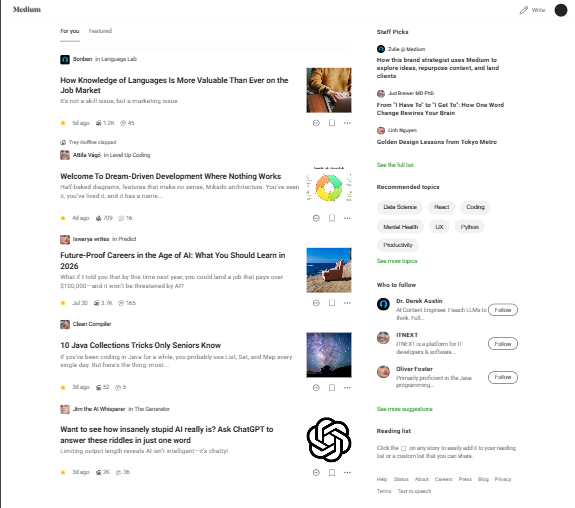 Medium
Write
For you
Featured
Bonben in Language Lab
How Knowledge of Languages Is More Valuable Than Ever on the
Job Market
It's not a skill issue, but a marketing issue
5d ago
1.2K
45
Trey Huffine clapped
Attila Vágó in Level Up Coding
Welcome To Dream-Driven Development Where Nothing Works
Half-baked diagrams, features that make no sense, Mikado architecture. You've seen
it, you've lived it, and it has a name...
4d ago
709
16
Iswarya writes in Predict
Future-Proof Careers in the Age of AI: What You Should Learn in
2026
What if I told you that by this time next year, you could land a job that pays over
$100,000—and it won't be threatened by AI?
Jul 30
3.7K
165
Clean Compiler
10 Java Collections Tricks Only Seniors Know
If you've been coding in Java for a while, you probably use List, Set, and Map every
single day. But here's the thing: most...
3d ago
52
5
Jim the AI Whisperer in The Generator
Want to see how insanely stupid AI really is? Ask ChatGPT to
answer these riddles in just one word
Limiting output length reveals AI isn't intelligent—it's chatty!
3d ago
2K
36
Staff Picks
Zulie @ Medium
How this brand strategist uses Medium to
explore ideas, repurpose content, and land
clients
Jud Brewer MD PhD
From "I Have To" to "I Get To": How One Word
Change Rewires Your Brain
Linh Nguyen
Golden Design Lessons from Tokyo Metro
See the full list
Recommended topics
Data Science
React
Coding
Mental Health
UX
Python
Productivity
See more topics
Who to follow
Dr. Derek Austin
AI Content Engineer. I teach LLMs to
think. Full...
Follow
ITNEXT
ITNEXT is a platform for IT
developers & software...
Follow
Oliver Foster
Primarily proficient in the Java
programming...
Follow
See more suggestions
Reading list
Click the on any story to easily add it to your reading
list or a custom list that you can share.
Help Status About Careers Press Blog Privacy
Terms Text to speech